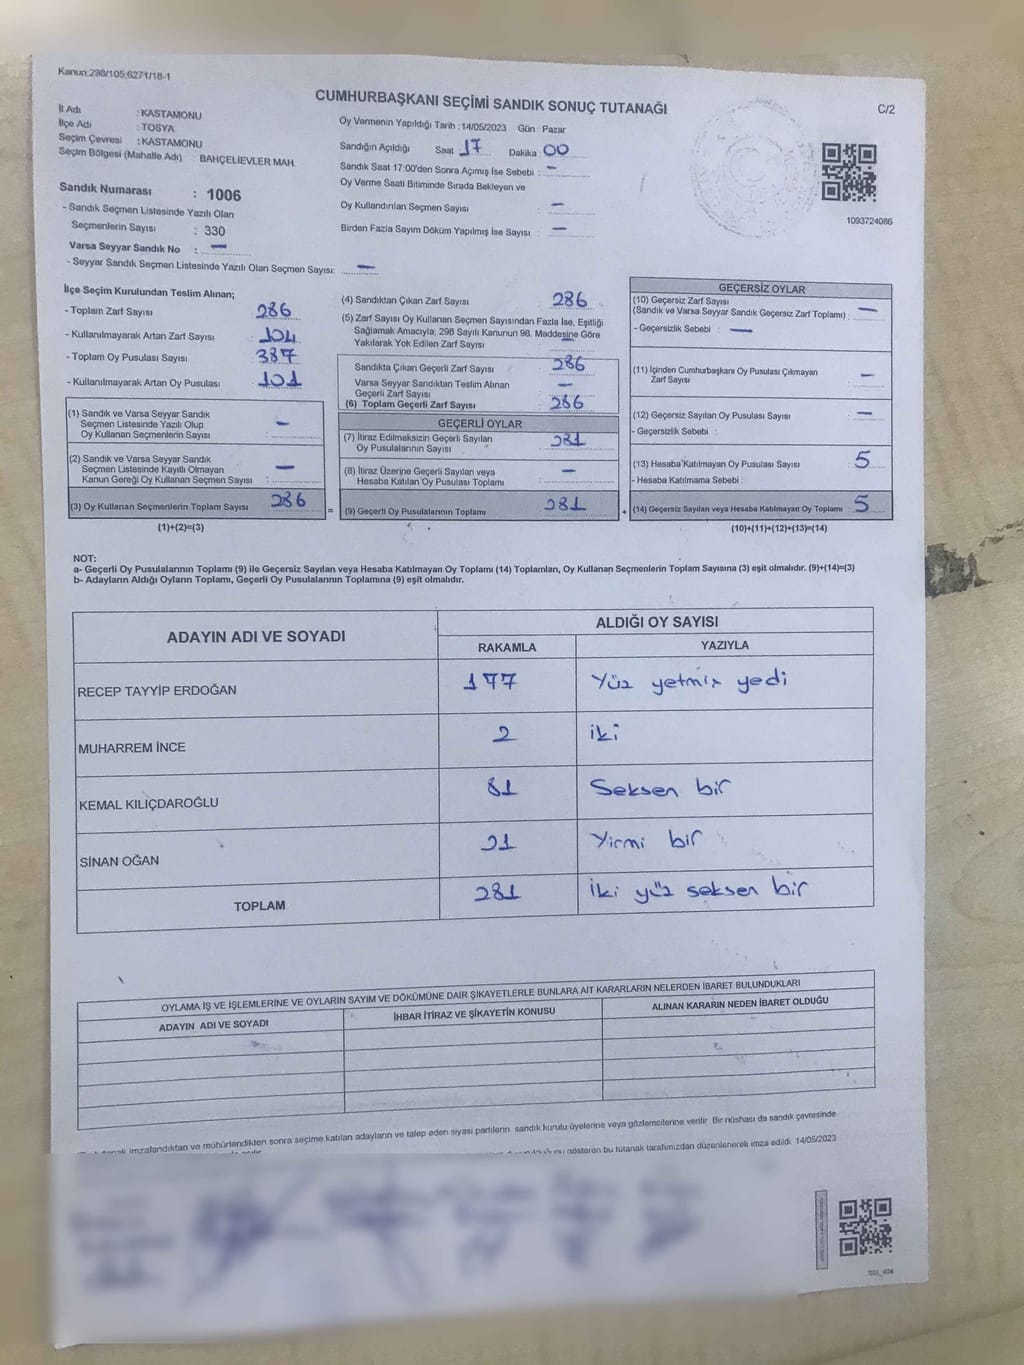 Kanun:298/105;6271/18-1
CUMHURBAŞKANI SEÇİMİ SANDIK SONUÇ TUTANAĞI
C/2
İl Adı : KASTAMONU
İlçe Adı : TOSYA
Seçim Çevresi : KASTAMONU
Seçim Bölgesi (Mahalle Adı) : BAHÇELİEVLER MAH.
Sandık Numarası : 1006
- Sandık Seçmen Listesinde Yazılı Olan
Seçmenlerin Sayısı : 330
Varsa Seyyar Sandık No : —
- Seyyar Sandık Seçmen Listesinde Yazılı Olan Seçmen Sayısı: —
Oy Vermenin Yapıldığı Tarih : 14/05/2023 Gün : Pazar
Sandığın Açıldığı Saat 17 Dakika : 00
Sandık Saat 17:00'den Sonra Açımış İse Sebebi : —
Oy Verme Saati Bitiminde Sırada Bekleyen ve
Oy Kullandırılan Seçmen Sayısı : —
Birden Fazla Sayım Döküm Yapılmış İse Sayısı : —
1093724086
İlçe Seçim Kurulundan Teslim Alınan;
- Toplam Zarf Sayısı : 286
- Kullanılmayarak Artan Zarf Sayısı : 104
- Toplam Oy Pusulası Sayısı : 387
- Kullanılmayarak Artan Oy Pusulası : 101
(1) Sandık ve Varsa Seyyar Sandık
Seçmen Listesinde Yazılı Olup
Oy Kullanan Seçmenlerin Sayısı : —
(2) Sandık ve Varsa Seyyar Sandık
Seçmen Listesinde Kayıtlı Olmayan
Kanun Gereği Oy Kullanan Seçmen Sayısı : —
(3) Oy Kullanan Seçmenlerin Toplam Sayısı 286
(1)+(2)=(3)
(4) Sandıktan Çıkan Zarf Sayısı : 286
(5) Zarf Sayısı Oy Kullanan Seçmen Sayısından Fazla İse, Eşitliği
Sağlamak Amacıyla, 298 Sayılı Kanunun 98. Maddesine Göre
Yakılarak Yok Edilen Zarf Sayısı :
Sandıkta Çıkan Geçerli Zarf Sayısı : 286
Varsa Seyyar Sandıktan Teslim Alınan
Geçerli Zarf Sayısı : —
(6) Toplam Geçerli Zarf Sayısı : 286
GEÇERLİ OYLAR
(7) İtiraz Edilmeksizin Geçerli Sayılan
Oy Pusulalarının Sayısı : 281
(8) İtiraz Üzerine Geçerli Sayılan veya
Hesaba Katılan Oy Pusulası Toplamı : —
= (9) Geçerli Oy Pusulalarının Toplamı 281
GEÇERSİZ OYLAR
(10) Geçersiz Zarf Sayısı
(Sandık ve Varsa Seyyar Sandık Geçersiz Zarf Toplamı) : —
- Geçersizlik Sebebi : —
(11) İçinden Cumhurbaşkanı Oy Pusulası Çıkmayan
Zarf Sayısı : —
(12) Geçersiz Sayılan Oy Pusulası Sayısı : —
- Geçersizlik Sebebi :
(13) Hesaba Katılmayan Oy Pusulası Sayısı : 5
- Hesaba Katılmama Sebebi :
+ (14) Geçersiz Sayılan veya Hesaba Katılmayan Oy Toplamı : 5
(10)+(11)+(12)+(13)=(14)
NOT:
a- Geçerli Oy Pusulalarının Toplamı (9) ile Geçersiz Sayılan veya Hesaba Katılmayan Oy Toplamı (14) Toplamları, Oy Kullanan Seçmenlerin Toplam Sayısına (3) eşit olmalıdır. (9)+(14)=(3)
b- Adayların Aldığı Oyların Toplamı, Geçerli Oy Pusulalarının Toplamına (9) eşit olmalıdır.
ADAYIN ADI VE SOYADI
ALDIĞI OY SAYISI
RAKAMLA YAZIYLA
RECEP TAYYİP ERDOĞAN 177 Yüz yetmiş yedi
MUHARREM İNCE 2 iki
KEMAL KILIÇDAROĞLU 81 Seksen bir
SİNAN OĞAN 21 Yirmi bir
TOPLAM 281 İki yüz seksen bir
OYLAMA İŞ VE İŞLEMLERİNE VE OYLARIN SAYIM VE DÖKÜMÜNE DAİR ŞİKAYETLERLE BUNLARA AİT KARARLARIN NELERDEN İBARET BULUNDUKLARI
ADAYIN ADI VE SOYADI İHBAR İTİRAZ VE ŞİKAYETİN KONUSU ALINAN KARARIN NEDEN İBARET OLDUĞU
imzalandıktan ve mühürlendikten sonra seçime katılan adayların ve talep eden siyasi partilerin sandık kurulu üyelerine veya gözlemcilerine verilir. Bir nüshası da sandık çevresinde
gösteren bu tutanak tarafımızdan düzenlenerek imza edildi. 14/05/2023